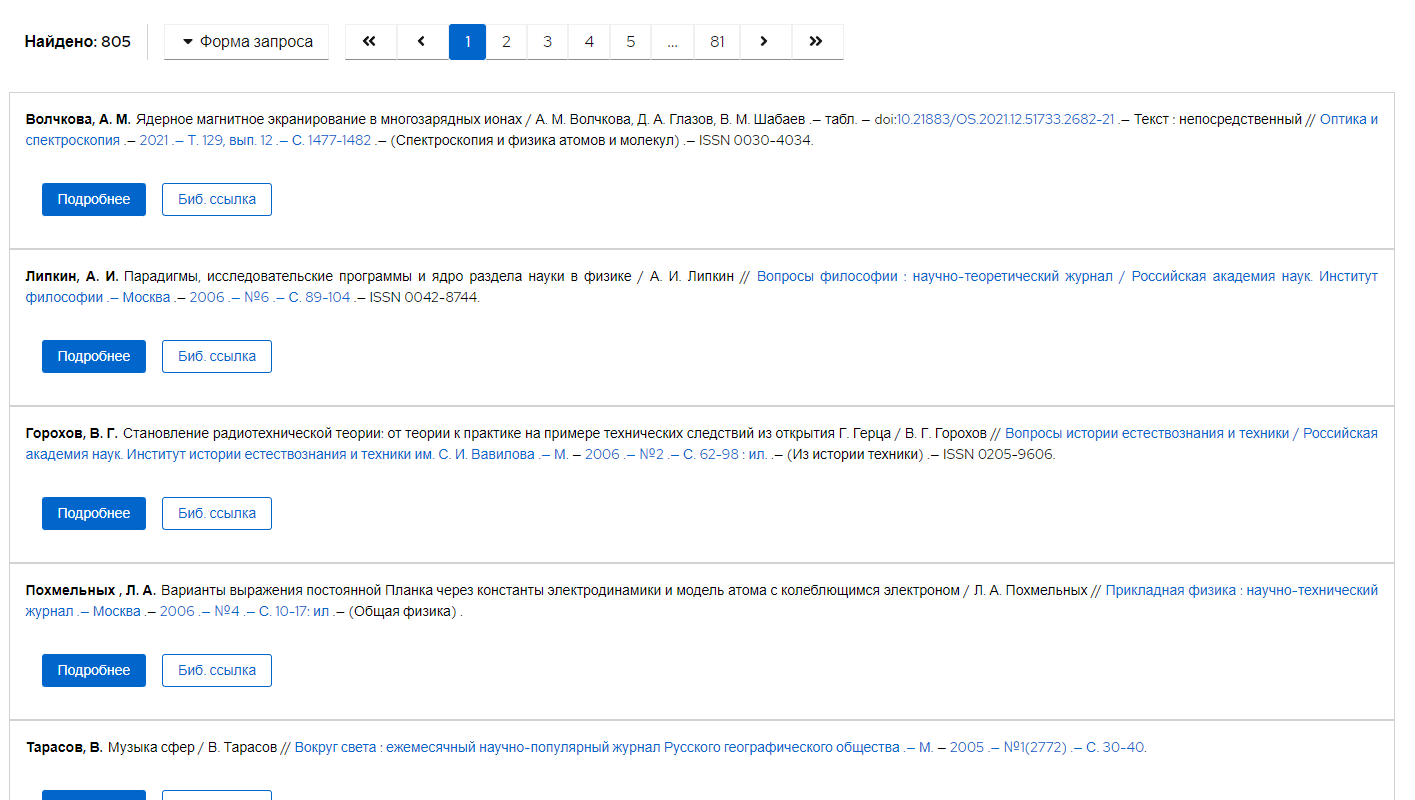 Найдено: 805 Форма запроса 1 2 3 4 5 ... 81
Волчкова, А. М. Ядерное магнитное экранирование в многозарядных ионах / А. М. Волчкова, Д. А. Глазов, В. М. Шабаев .— табл. — doi:10.21883/OS.2021.12.51733.2682-21 .— Текст : непосредственный // Оптика и
спектроскопия .— 2021 .— Т. 129, вып. 12 .— С. 1477-1482 .— (Спектроскопия и физика атомов и молекул) .— ISSN 0030-4034.
Подробнее Биб. ссылка
Липкин, А. И. Парадигмы, исследовательские программы и ядро раздела науки в физике / А. И. Липкин // Вопросы философии : научно-теоретический журнал / Российская академия наук. Институт
философии .— Москва .— 2006 .— №6 .— С. 89-104 .— ISSN 0042-8744.
Подробнее Биб. ссылка
Горохов, В. Г. Становление радиотехнической теории: от теории к практике на примере технических следствий из открытия Г. Герца / В. Г. Горохов // Вопросы истории естествознания и техники / Российская
академия наук. Институт истории естествознания и техники им. С. И. Вавилова .— М. — 2006 .— №2 .— С. 62-98 : ил. .— (Из истории техники) .— ISSN 0205-9606.
Подробнее Биб. ссылка
Похмельных , Л. А. Варианты выражения постоянной Планка через константы электродинамики и модель атома с колеблющимся электроном / Л. А. Похмельных // Прикладная физика : научно-технический
журнал .— Москва .— 2006 .— №4 .— С. 10-17: ил .— (Общая физика) .
Подробнее Биб. ссылка
Тарасов, В. Музыка сфер / В. Тарасов // Вокруг света : ежемесячный научно-популярный журнал Русского географического общества .— М. — 2005 .— №1(2772) .— С. 30-40.